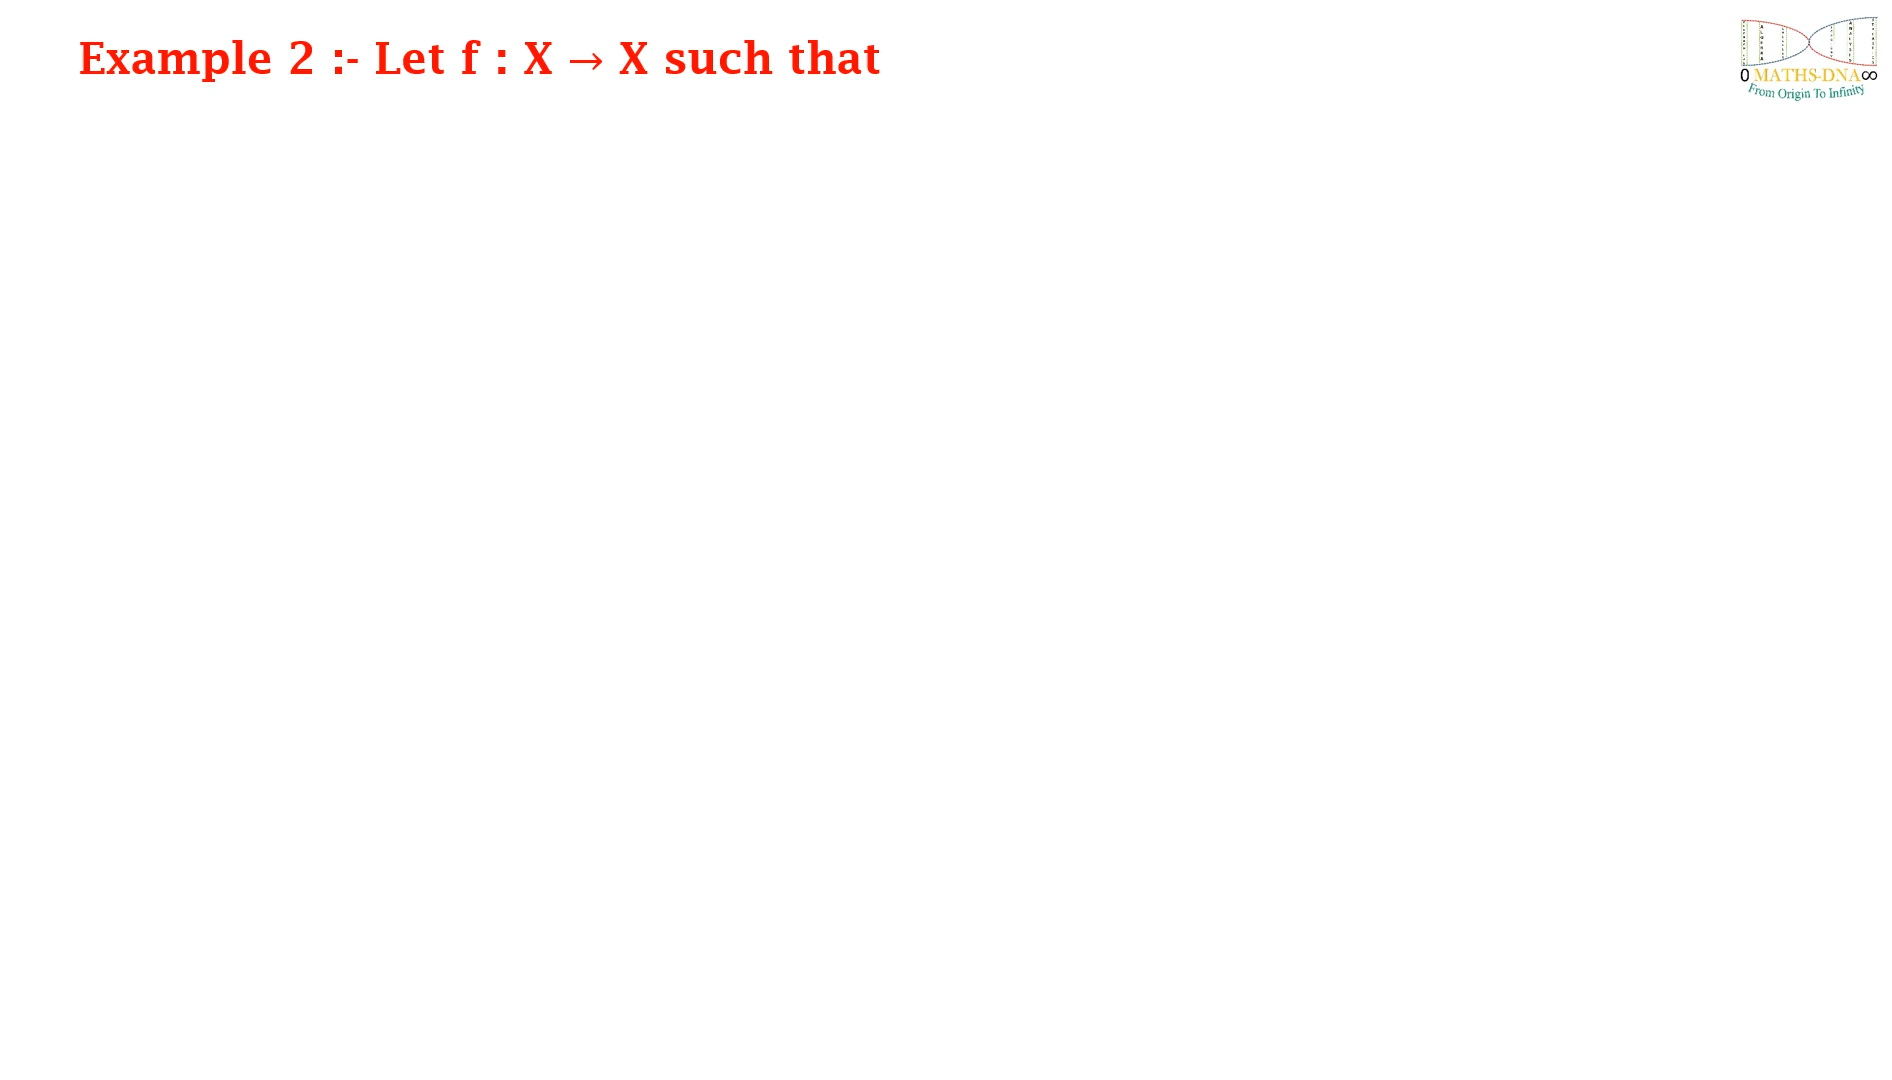 Example 2 :- Let f : X → X such that
0 MATHS-DNA∞
From Origin To Infinity